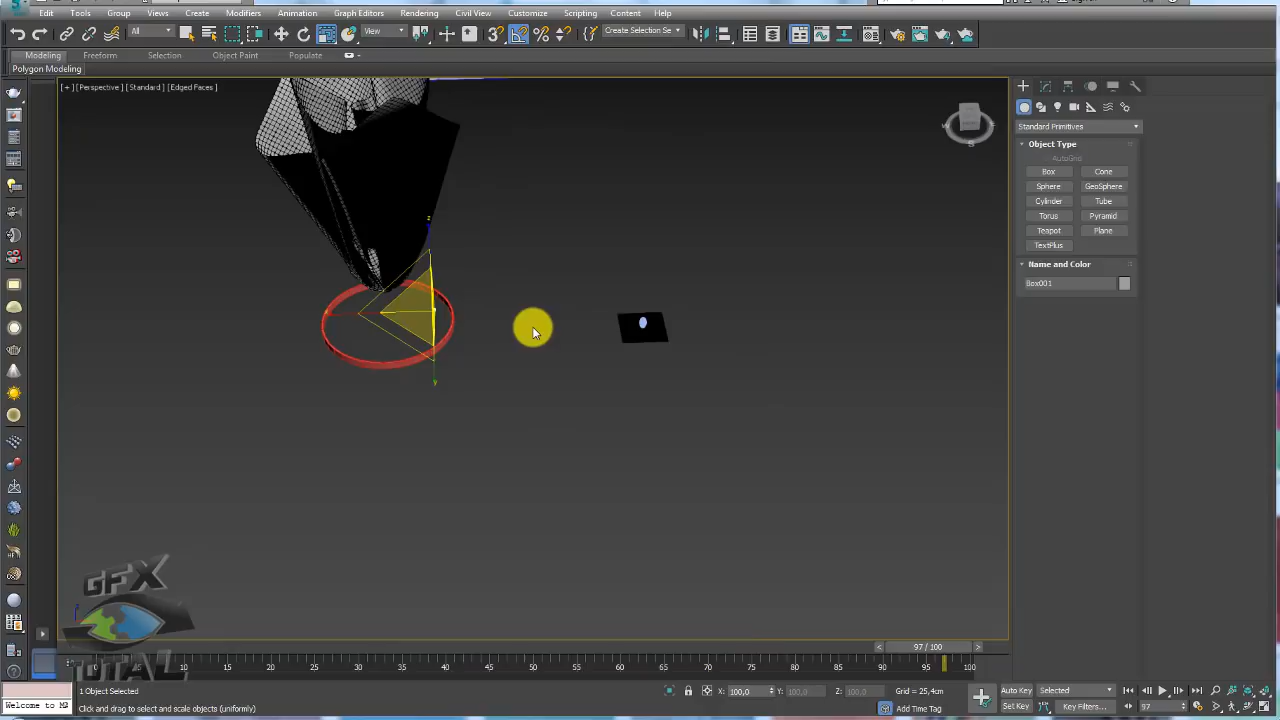 Edit Tools Group Views Create Modifiers Animation Graph Editors Rendering Civil View Customize Scripting Content Help
All View Create Selection Se
Modeling Freeform Selection Object Paint Populate
Polygon Modeling
[+] [Perspective] [Standard] [Edged Faces]
Standard Primitives
Object Type
AutoGrid
Box Cone
Sphere GeoSphere
Cylinder Tube
Torus Pyramid
Teapot Plane
TextPlus
Name and Color
Box001
z
y
S
GFX
TOTAL
97 / 100
15 20 25 30 35 40 45 50 55 60 65 70 75 80 85 90 95 100
1 Object Selected X: 100,0 Y: 100,0 Z: 100,0 Grid = 25,4cm Auto Key Selected
Welcome to M Click and drag to select and scale objects (uniformly) Add Time Tag Set Key Key Filters... 97